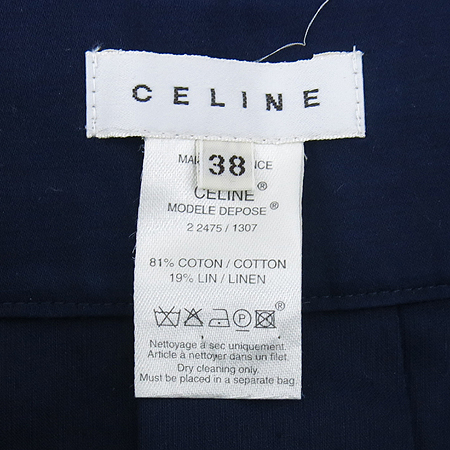 CELINE
38
MA NCE
CELINE®
MODELE DEPOSE®
2 2475 / 1307
81% COTON / COTTON
19% LIN / LINEN
P
®
Nettoyage à sec uniquement.
Article à nettoyer dans un filet.
Dry cleaning only.
Must be placed in a separate bag.